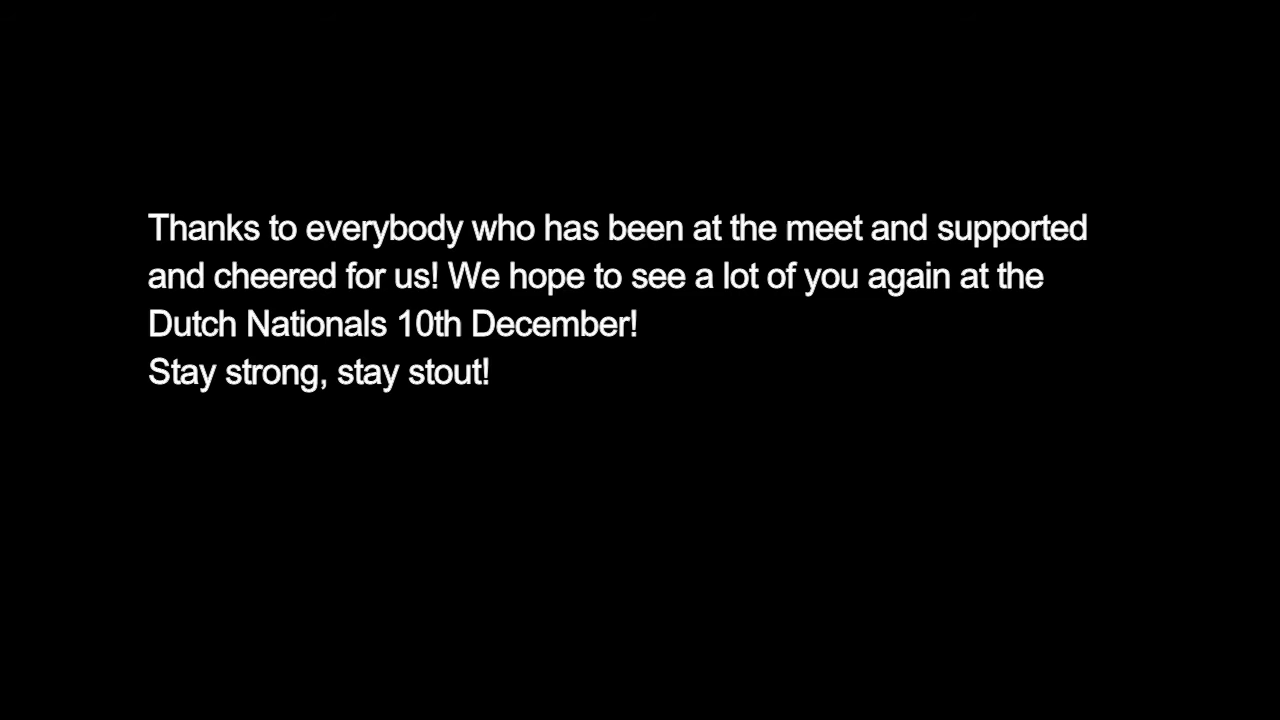 Thanks to everybody who has been at the meet and supported
and cheered for us! We hope to see a lot of you again at the
Dutch Nationals 10th December!
Stay strong, stay stout!